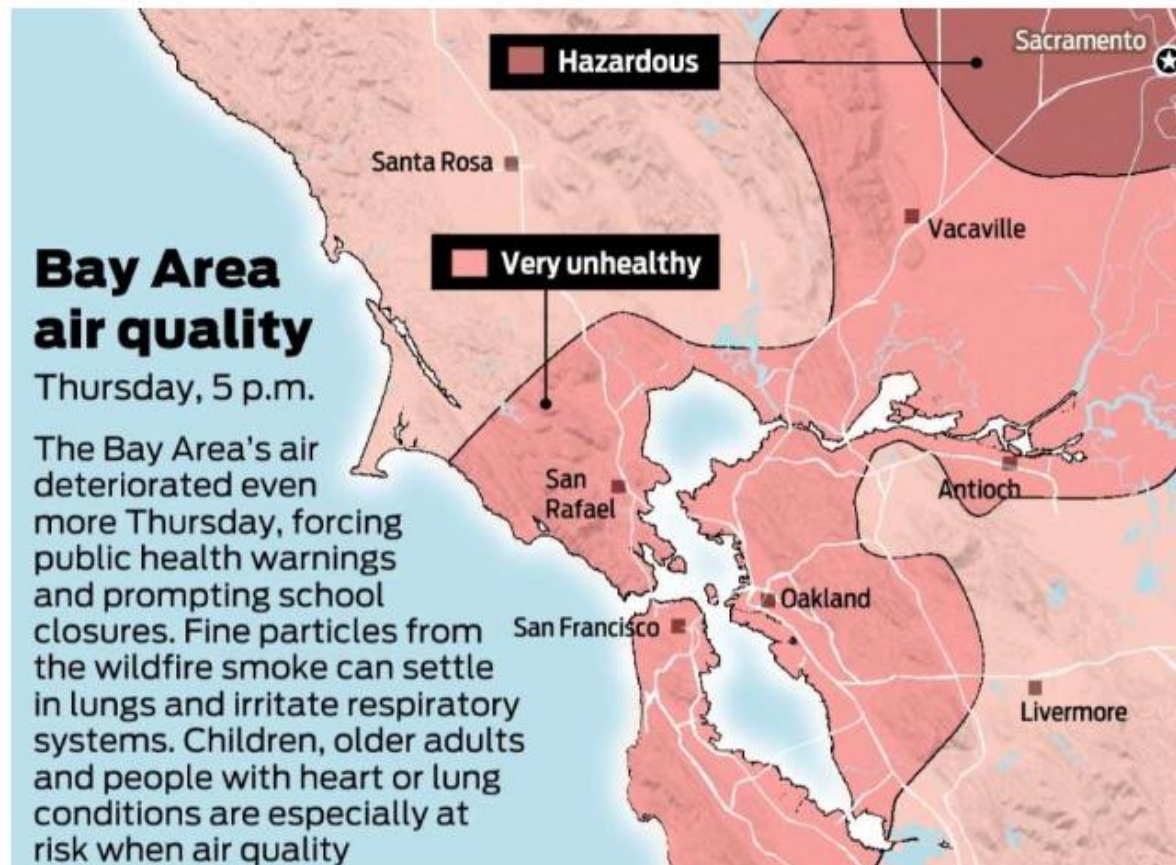 Hazardous
Sacramento
Santa Rosa
Vacaville
Very unhealthy
Bay Area
air quality
Thursday, 5 p.m.
The Bay Area’s air
deteriorated even
more Thursday, forcing
public health warnings
and prompting school
closures. Fine particles from
the wildfire smoke can settle
in lungs and irritate respiratory
systems. Children, older adults
and people with heart or lung
conditions are especially at
risk when air quality
San
Rafael
Antioch
Oakland
San Francisco
Livermore